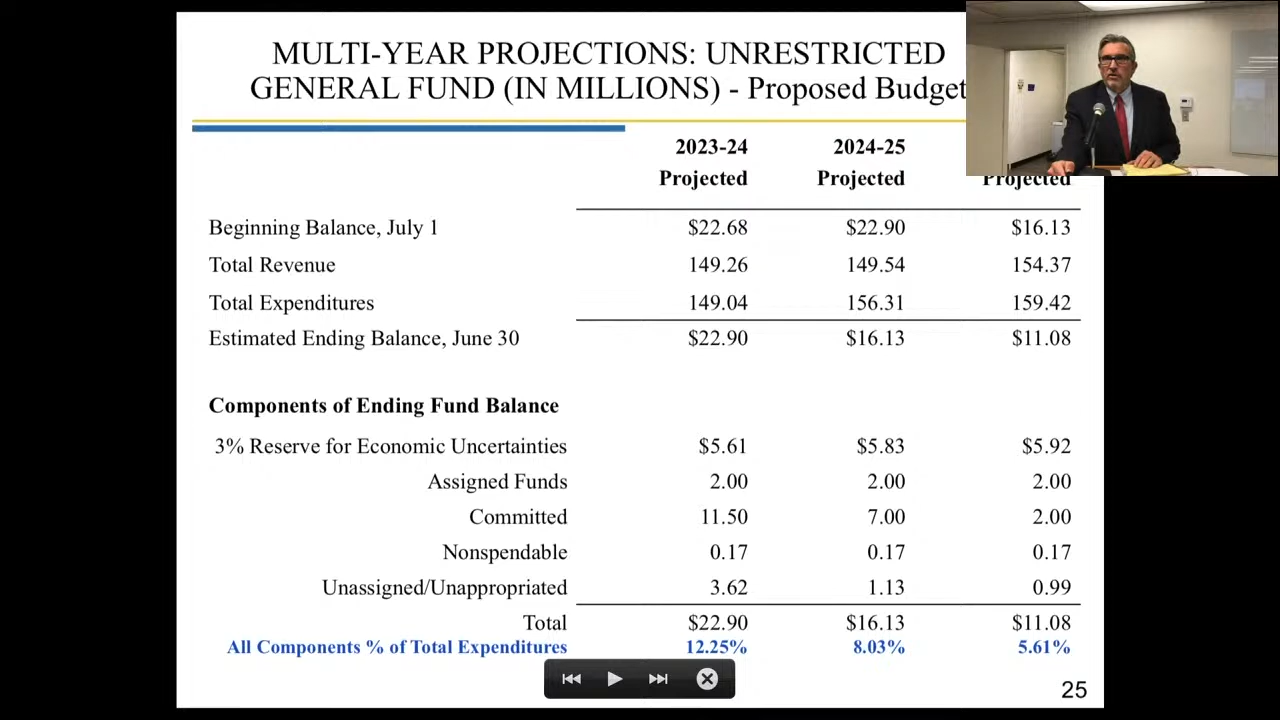 MULTI-YEAR PROJECTIONS: UNRESTRICTED
GENERAL FUND (IN MILLIONS) - Proposed Budget
2023-24 2024-25
Projected Projected Projected
Beginning Balance, July 1 $22.68 $22.90 $16.13
Total Revenue 149.26 149.54 154.37
Total Expenditures 149.04 156.31 159.42
Estimated Ending Balance, June 30 $22.90 $16.13 $11.08
Components of Ending Fund Balance
3% Reserve for Economic Uncertainties $5.61 $5.83 $5.92
Assigned Funds 2.00 2.00 2.00
Committed 11.50 7.00 2.00
Nonspendable 0.17 0.17 0.17
Unassigned/Unappropriated 3.62 1.13 0.99
Total $22.90 $16.13 $11.08
All Components % of Total Expenditures 12.25% 8.03% 5.61%
25